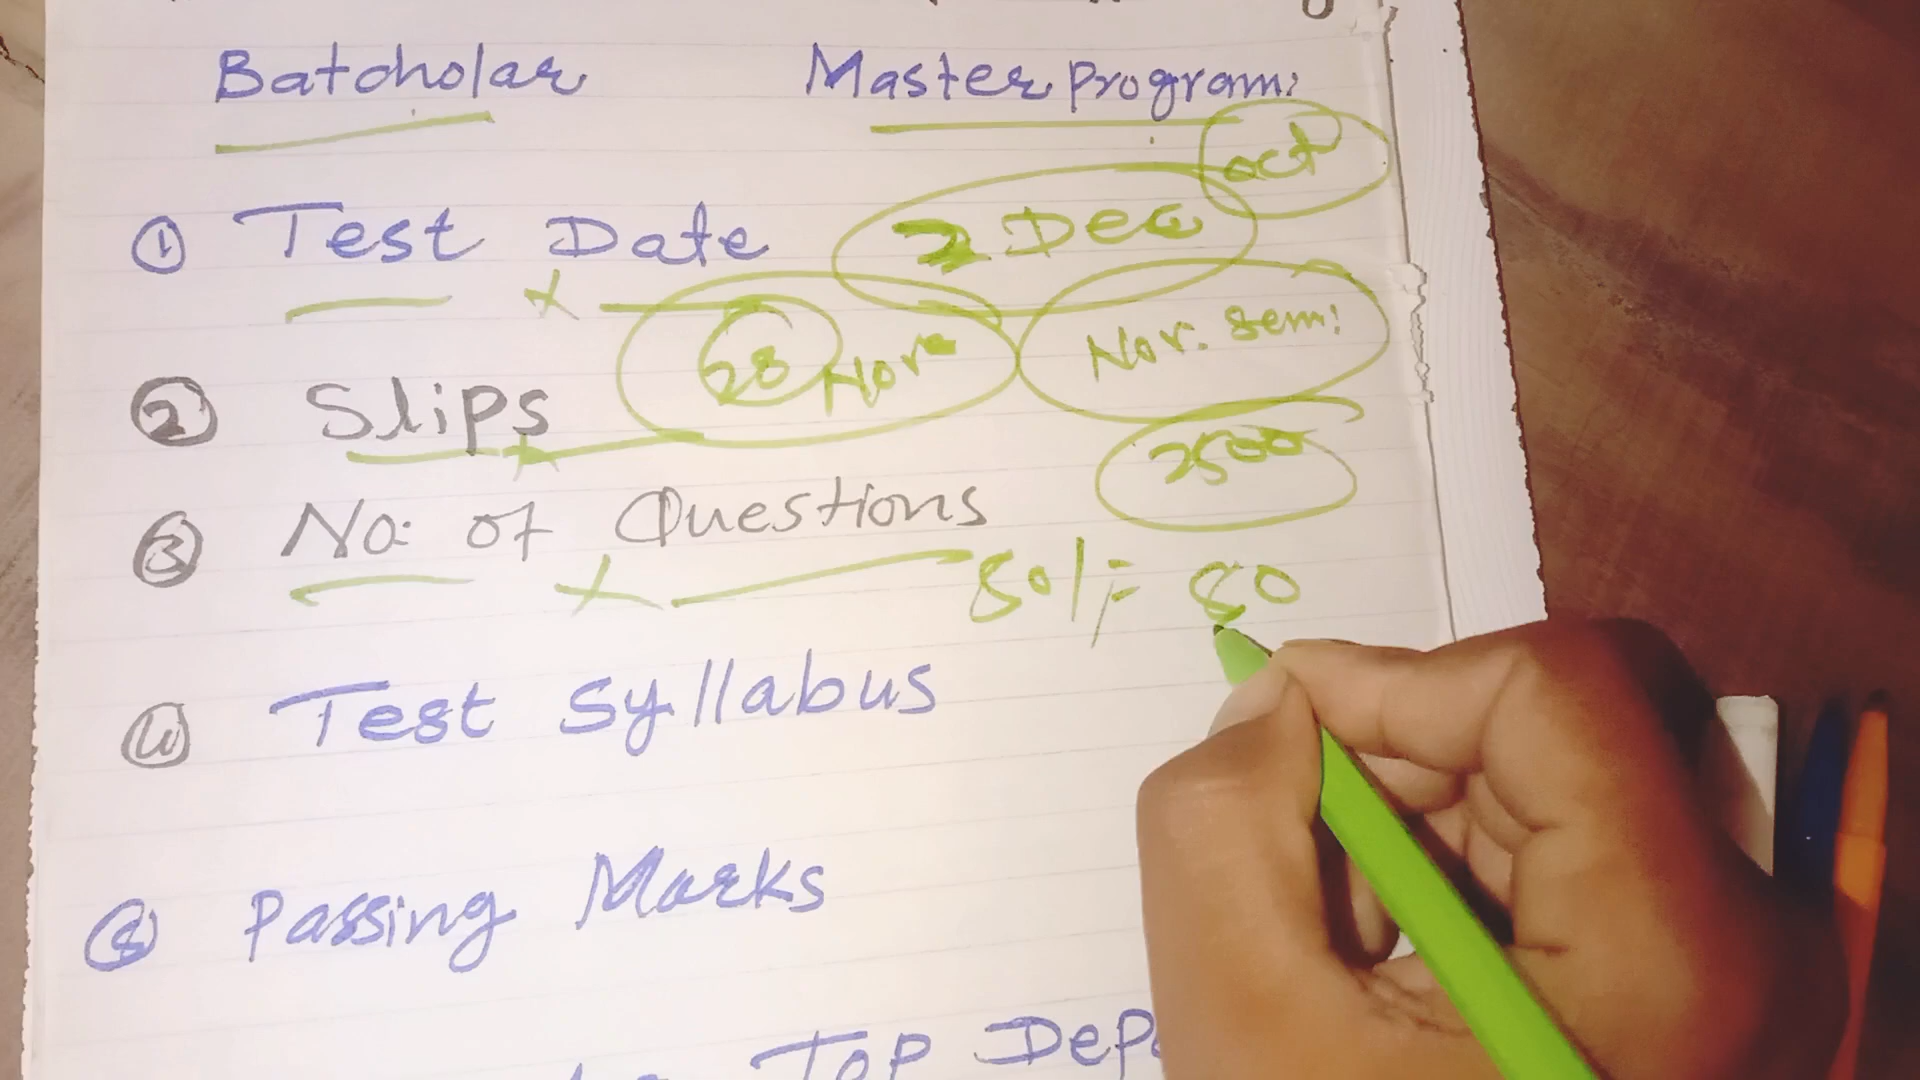 Batcholar Master program:
oct
① Test Date 2 Dec
28 Nov Nov. Sem:
② Slips
2500
③ No: of Questions
80/= 80
④ Test Syllabus
⑤ Passing Marks
Top Dep